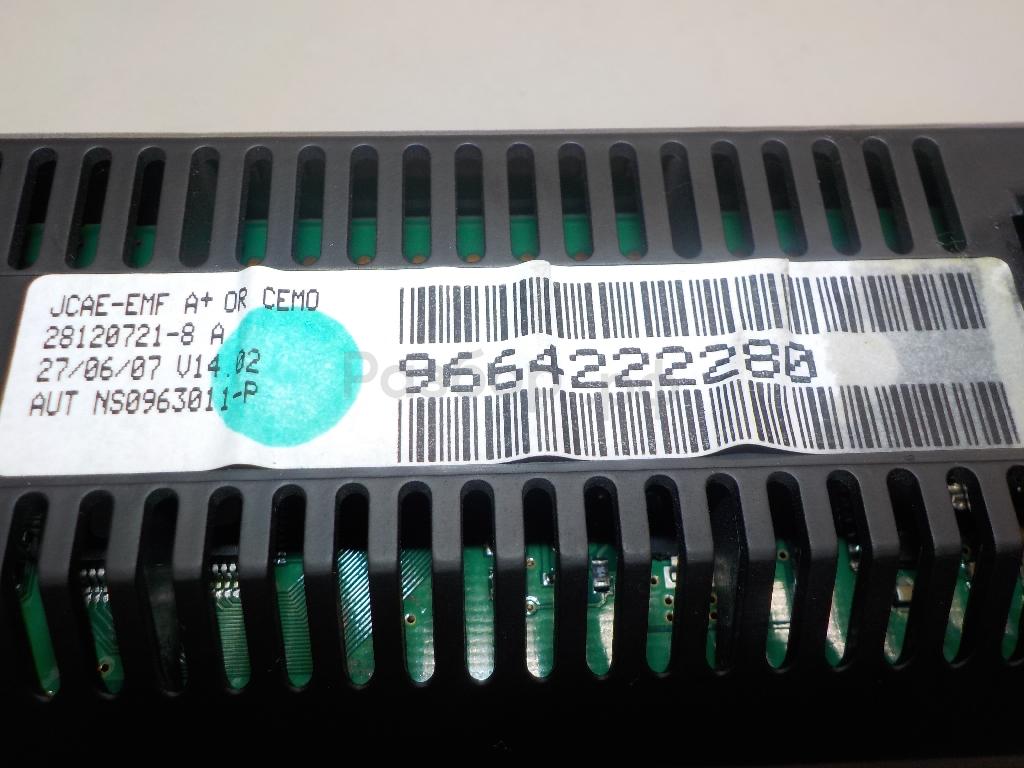 JCAE-EMF A+ OR CEMO
28120721-8 A
27/06/07 V14.02
AUT NS0963011-P
9664222280